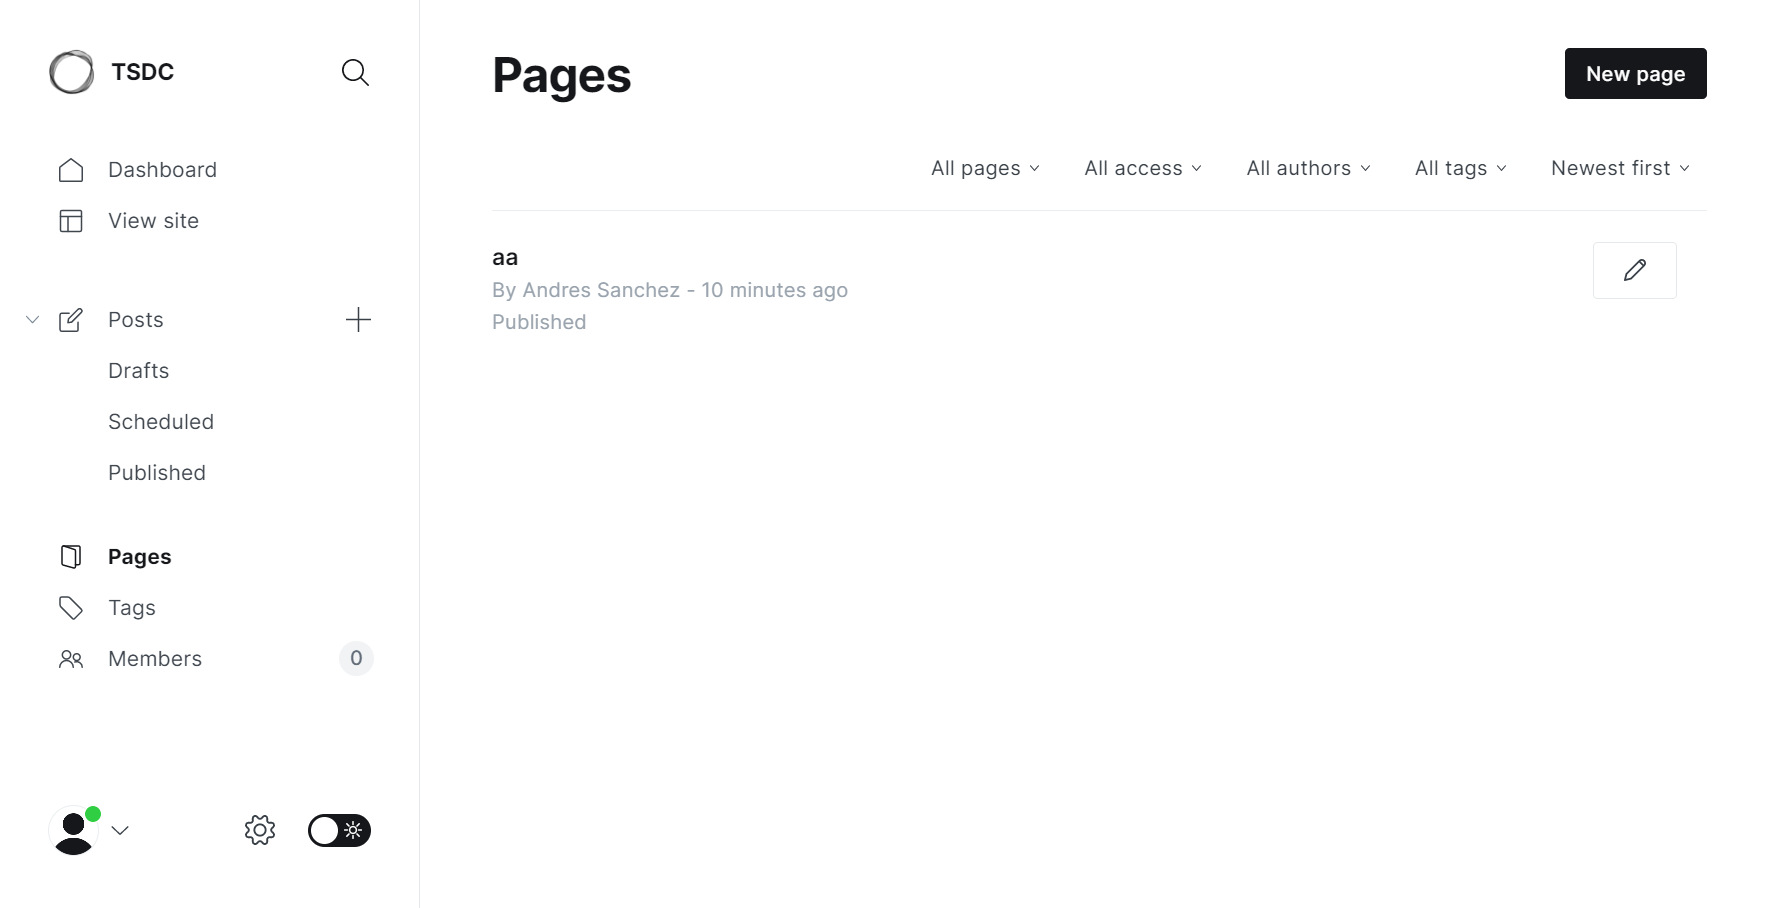 TSDC
Dashboard
View site
Posts
Drafts
Scheduled
Published
Pages
Tags
Members 0
Pages
New page
All pages All access All authors All tags Newest first
aa
By Andres Sanchez - 10 minutes ago
Published